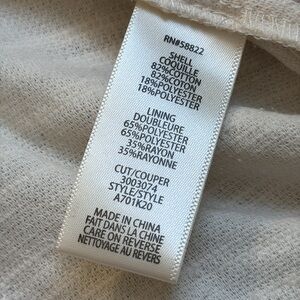 RN#58822
SHELL
COQUILLE
82%COTTON
82%COTON
18%POLYESTER
18%POLYESTER
LINING
DOUBLEURE
65%POLYESTER
65%POLYESTER
35%RAYON
35%RAYONNE
CUT/COUPER
3003074
STYLE/STYLE
A701K20
MADE IN CHINA
FAIT DANS LA CHINE
CARE ON REVERSE
NETTOYAGE AU REVERS